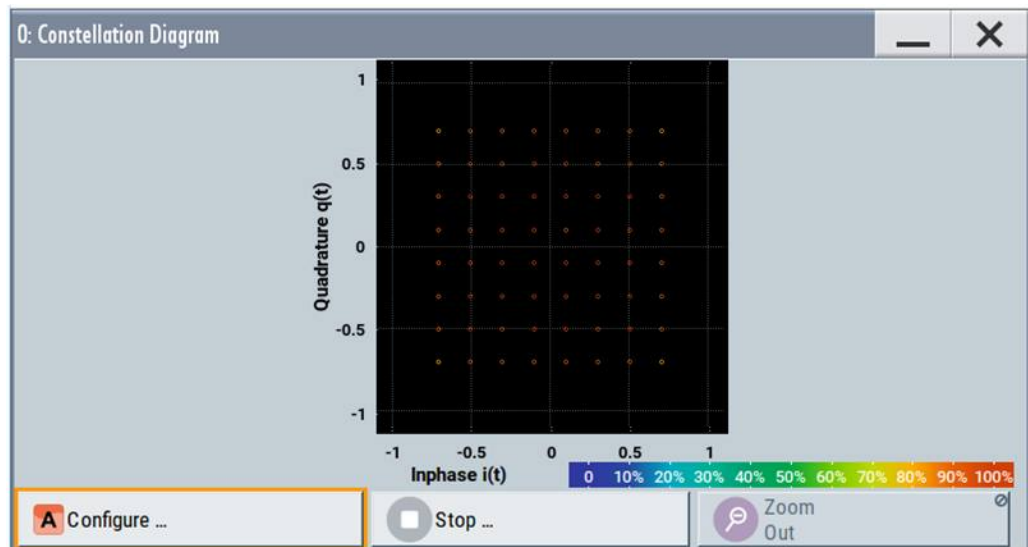 0: Constellation Diagram
1
0.5
0
-0.5
-1
Quadrature q(t)
-1 -0.5 0 0.5 1
Inphase i(t)
0 10% 20% 30% 40% 50% 60% 70% 80% 90% 100%
A Configure ...
Stop ...
Zoom
Out